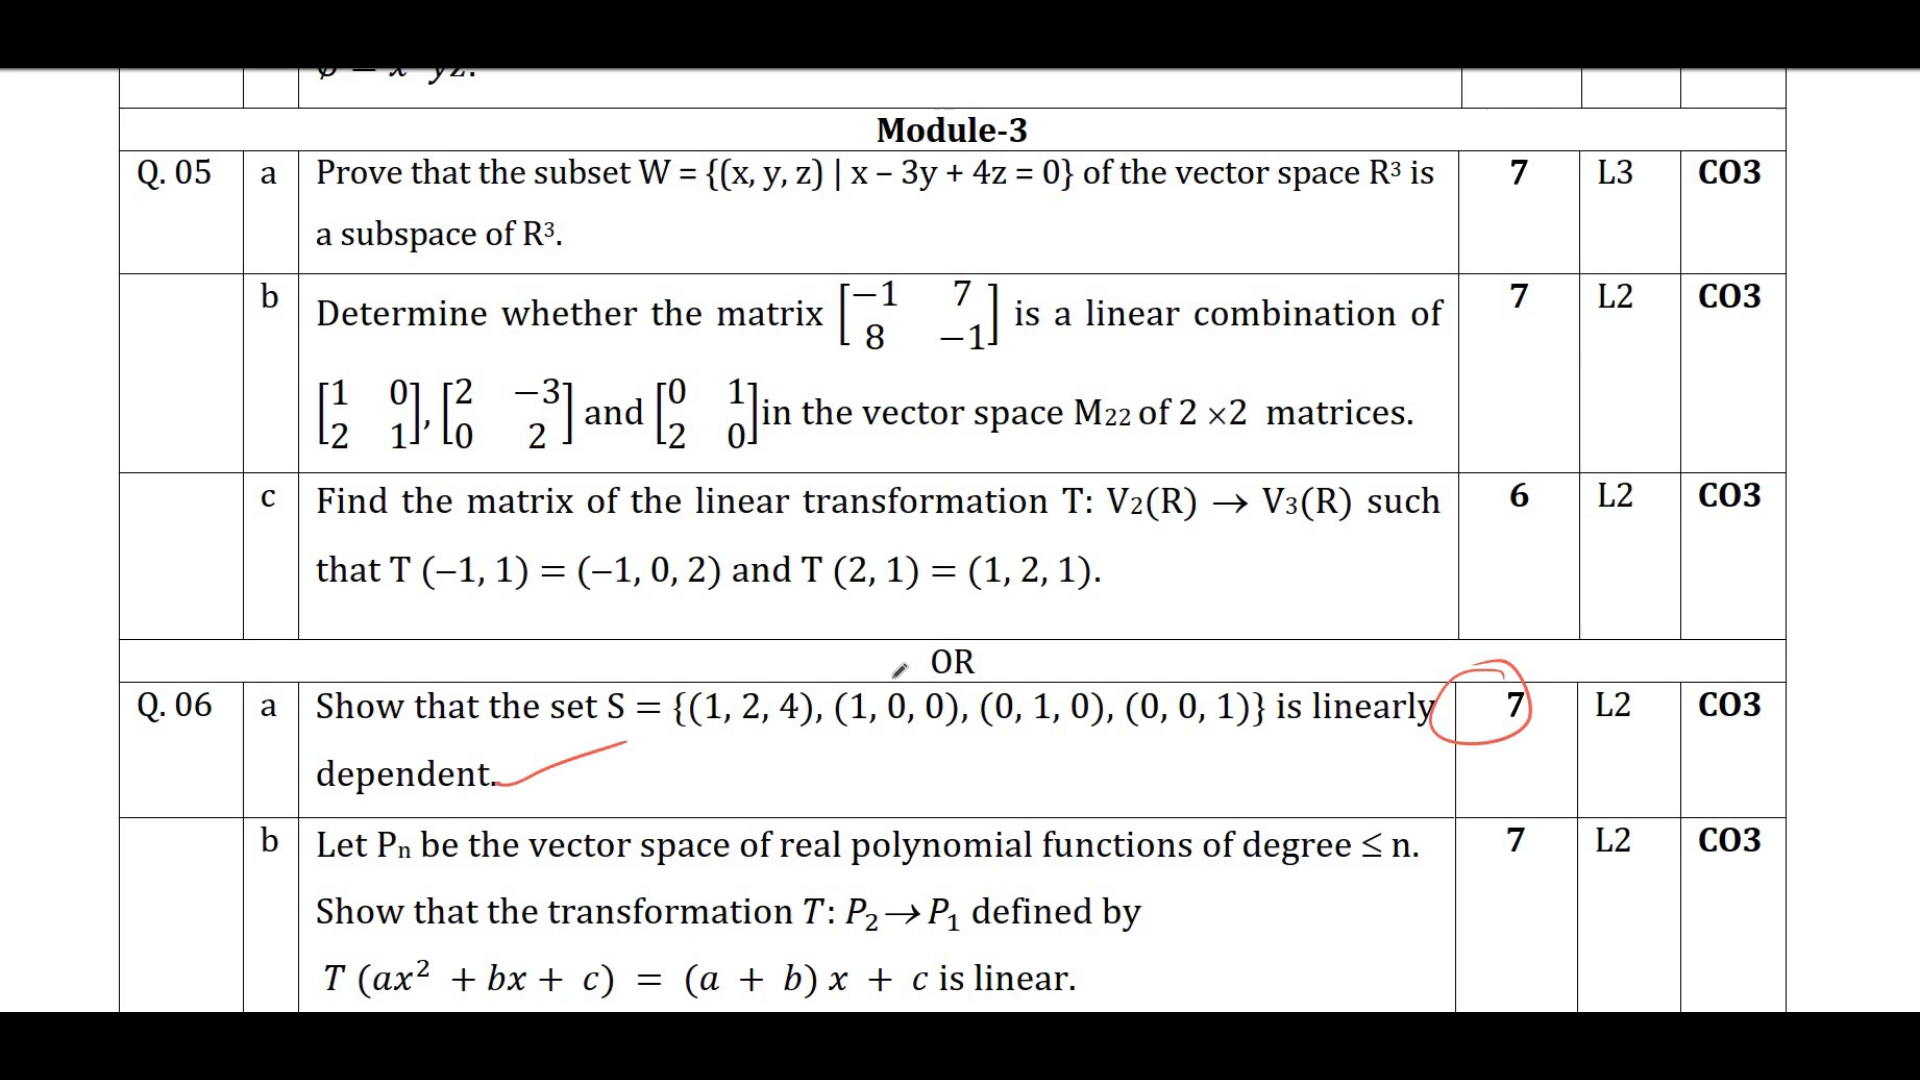 Module-3
Q. 05 a Prove that the subset W = {(x, y, z) | x – 3y + 4z = 0} of the vector space R³ is 7 L3 CO3
a subspace of R³.
b Determine whether the matrix [−1 7; 8 −1] is a linear combination of 7 L2 CO3
[1 0; 2 1], [2 −3; 0 2] and [0 1; 2 0] in the vector space M₂₂ of 2 ×2 matrices.
c Find the matrix of the linear transformation T: V₂(R) → V₃(R) such 6 L2 CO3
that T (−1, 1) = (−1, 0, 2) and T (2, 1) = (1, 2, 1).
OR
Q. 06 a Show that the set S = {(1, 2, 4), (1, 0, 0), (0, 1, 0), (0, 0, 1)} is linearly 7 L2 CO3
dependent.
b Let Pₙ be the vector space of real polynomial functions of degree ≤ n. 7 L2 CO3
Show that the transformation T: P₂→P₁ defined by
T (ax² + bx + c) = (a + b) x + c is linear.